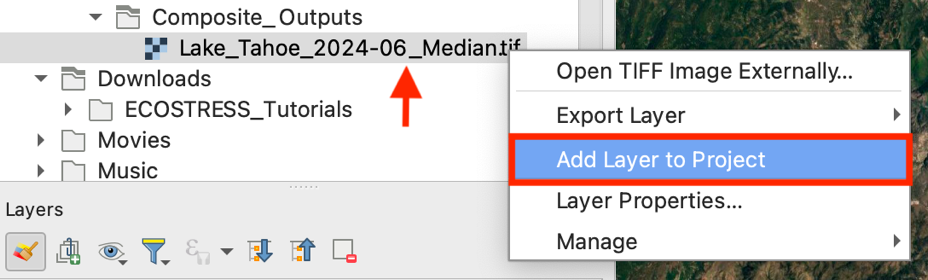 Composite_Outputs
Lake_Tahoe_2024-06_Median.tif
Downloads
ECOSTRESS_Tutorials
Movies
Music
Layers
Open TIFF Image Externally...
Export Layer
Add Layer to Project
Layer Properties...
Manage